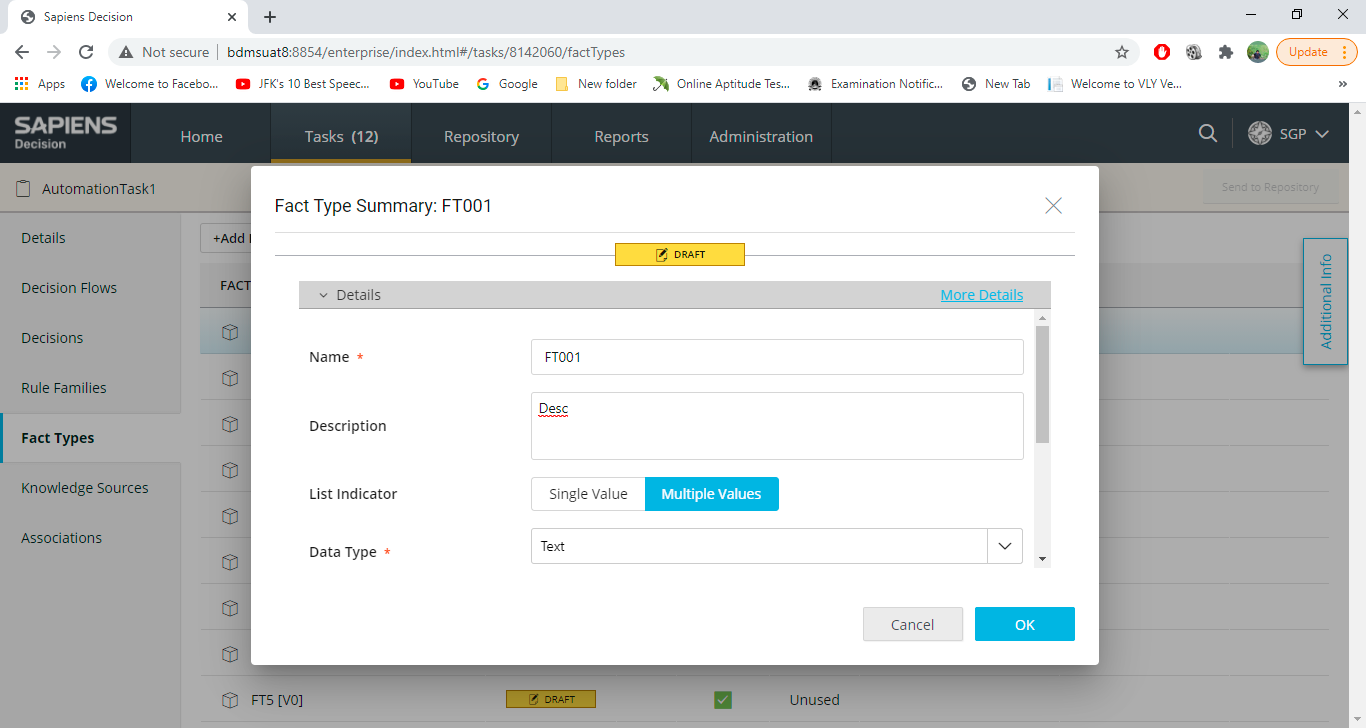 Sapiens Decision
Not secure
bdmsuat8:8854/enterprise/index.html#/tasks/8142060/factTypes
Update
Apps
Welcome to Facebo...
JFK's 10 Best Speec...
YouTube
Google
New folder
Online Aptitude Tes...
Examination Notific...
New Tab
Welcome to VLY Ve...
»
SAPIENS
Decision
Home
Tasks (12)
Repository
Reports
Administration
SGP
AutomationTask1
Send to Repository
Details
Decision Flows
Decisions
Rule Families
Fact Types
Knowledge Sources
Associations
+Add
FACT
Additional Info
Fact Type Summary: FT001
DRAFT
Details
More Details
Name *
FT001
Description
Desc
List Indicator
Single Value
Multiple Values
Data Type *
Text
Cancel
OK
FT5 [V0]
DRAFT
Unused